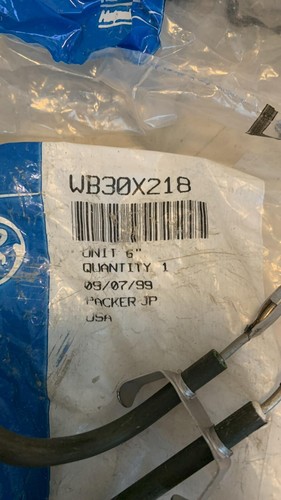 WB30X218
UNIT 6"
QUANTITY 1
09/07/99
PACKER-JP
USA